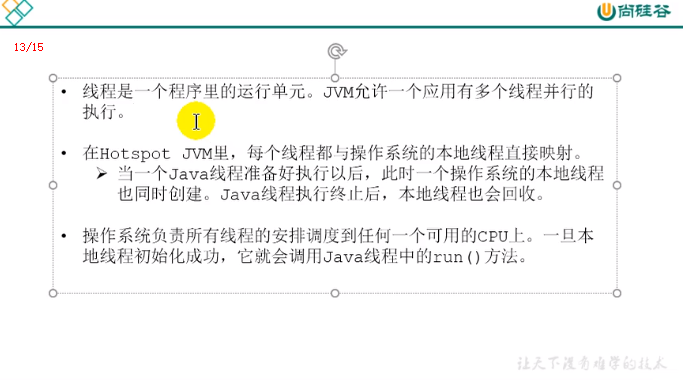 尚硅谷
13/15
• 线程是一个程序里的运行单元。JVM允许一个应用有多个线程并行的
执行。
• 在Hotspot JVM里，每个线程都与操作系统的本地线程直接映射。
➢ 当一个Java线程准备好执行以后，此时一个操作系统的本地线程
也同时创建。Java线程执行终止后，本地线程也会回收。
• 操作系统负责所有线程的安排调度到任何一个可用的CPU上。一旦本
地线程初始化成功，它就会调用Java线程中的run()方法。
让天下没有难学的技术